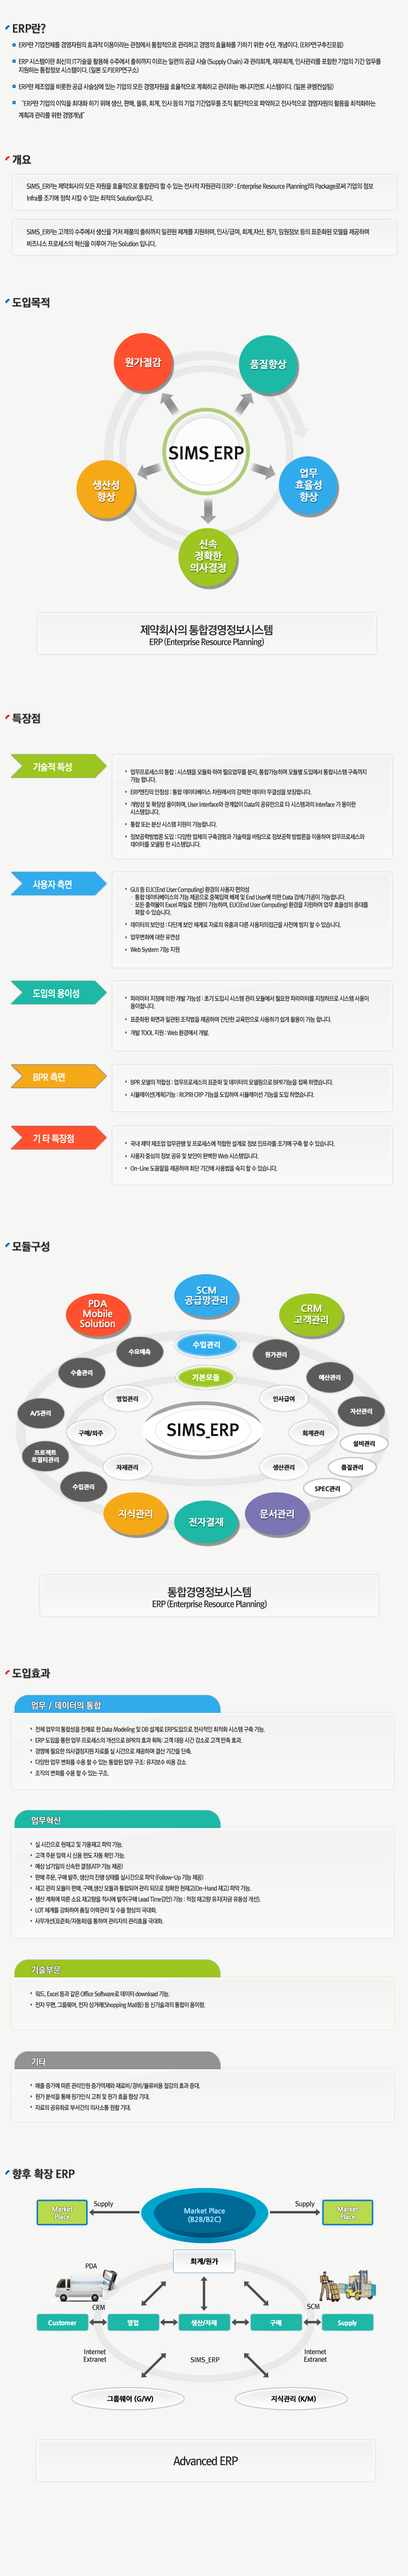 ERP란?
ERP란 기업전체를 경영자원의 효과적 이용이라는 관점에서 통합적으로 관리하고 경영의 효율화를 기하기 위한 수단, 개념이다. (ERP연구추진포럼)
ERP 시스템이란 최신의 IT기술을 활용해 수주에서 출하까지 이르는 일련의 공급 사슬 (Supply Chain) 과 관리회계, 재무회계, 인사관리를 포함한 기업의 기간 업무를
지원하는 통합정보 시스템이다. (일본 도키ERP연구소)
ERP란 제조업을 비롯한 공급 사슬상에 있는 기업의 모든 경영자원을 효율적으로 계획하고 관리하는 매니지먼트 시스템이다. (일본 큐엠컨설팅)
"ERP란 기업의 이익을 최대화 하기 위해 생산, 판매, 물류, 회계, 인사 등의 기업 기간업무를 조직 횡단적으로 파악하고 전사적으로 경영자원의 활용을 최적화하는
계획과 관리를 위한 경영개념"
개요
SIMS_ERP는 제약회사의 모든 자원을 효율적으로 통합관리 할 수 있는 전사적 자원관리 (ERP : Enterprise Resource Planning)의 Package로써 기업의 정보
Infra를 조기에 정착 시킬 수 있는 최적의 Solution입니다.
SIMS_ERP는 고객의 수주에서 생산을 거쳐 제품의 출하까지 일관된 체계를 지원하며, 인사/급여, 회계,자산, 원가, 임원정보 등의 표준화된 모델을 제공하여
비즈니스 프로세스의 혁신을 이루어 가는 Solution 입니다.
도입목적
원가절감
품질향상
SIMS_ERP
생산성
향상
업무
효율성
향상
신속
정확한
의사결정
제약회사의 통합경영정보시스템
ERP (Enterprise Resource Planning)
특장점
기술적 특성
업무프로세스의 통합 : 시스템을 모듈화 하여 필요업무를 분리, 통합가능하며 모듈별 도입에서 통합시스템 구축까지
가능 합니다.
ERP엔진의 안정성 : 통합 데이터베이스 차원에서의 강력한 데이터 무결성을 보장합니다.
개방성 및 확장성 용이하며, User Interface와 관계없이 Data의 공유만으로 타 시스템과의 Interface 가 용이한
시스템입니다.
통합 또는 분산 시스템 지원이 가능합니다.
정보공학방법론 도입 : 다양한 업체의 구축경험과 기술력을 바탕으로 정보공학 방법론을 이용하여 업무프로세스와
데이터를 모델링 한 시스템입니다.
사용자 측면
GUI 등 EUC(End User Computing) 환경의 사용자 편의성
- 통합 데이터베이스의 기능 제공으로 중복입력 배제 및 End User에 의한 Data 검색/가공이 가능합니다.
- 모든 출력물이 Excel 파일로 전환이 가능하여, EUC(End User Computing) 환경을 지원하여 업무 효율성의 증대를
꾀할 수 있습니다.
데이터의 보안성 : 다단계 보안 체계로 자료의 유출과 다른 사용자의접근을 사전에 방지 할 수 있습니다.
업무변화에 대한 유연성
Web System 기능 지원
도입의 용이성
파라미터 지정에 의한 개발 가능성 : 초기 도입시 시스템 관리 모듈에서 필요한 파라미터를 지정하므로 시스템 사용이
용이합니다.
표준화된 화면과 일관된 조작법을 제공하여 간단한 교육만으로 사용하기 쉽게 활용이 가능 합니다.
개발 TOOL 지원 : Web 환경에서 개발.
BPR 측면
BPR 모델의 적합성 : 업무프로세스의 표준화 및 데이터의 모델링으로 BPR기능을 접목 하였습니다.
시뮬레이션(계획)기능 : RCP와 CRP 기능을 도입하여 시뮬레이션 기능을 도입 하였습니다.
기 타 특장점
국내 제약 제조업 업무관행 및 프로세스에 적합한 설계로 정보 인프라를 조기에 구축 할 수 있습니다.
사용자 중심의 정보 공유 및 보안이 완벽한 Web 시스템입니다.
On-Line 도움말을 제공하여 최단 기간에 사용법을 숙지 할 수 있습니다.
모듈구성
SCM
공급망관리
PDA
Mobile
Solution
CRM
고객관리
수요예측
수입관리
원가관리
수출관리
기본모듈
예산관리
영업관리
인사급여
A/S관리
자산관리
구매/외주
SIMS_ERP
회계관리
설비관리
프로젝트
로열티관리
자재관리
생산관리
품질관리
수입관리
SPEC관리
지식관리
전자결재
문서관리
통합경영정보시스템
ERP (Enterprise Resource Planning)
도입효과
업무 / 데이터의 통합
전체 업무의 통합성을 전제로 한 Data Modeling 및 DB 설계로 ERP도입으로 전사적인 최적화 시스템 구축 가능.
ERP 도입을 통한 업무 프로세스의 개선으로 BPR의 효과 획득: 고객 대응 시간 감소로 고객 만족 효과.
경영에 필요한 의사결정지원 자료를 실 시간으로 제공하며 결산 기간을 단축.
다양한 업무 변화를 수용 할 수 있는 통합된 업무 구조: 유지보수 비용 감소
조직의 변화를 수용 할 수 있는 구조.
업무혁신
실 시간으로 현재고 및 가용재고 파악 가능.
고객 주문 입력 시 신용 한도 자동 확인 가능.
예상 납기일의 신속한 결정(ATP 기능 제공)
판매 주문, 구매 발주, 생산의 진행 상태를 실시간으로 파악 (Follow-Up 기능 제공)
재고 관리 모듈이 판매, 구매,생산 모듈과 통합되어 관리 되므로 정확한 현재고(On-Hand 재고) 파악 가능.
생산 계획에 따른 소요 재고량을 적시에 발주(구매 Lead Time감안) 가능 : 적정 재고량 유지(자금 유동성 개선).
LOT 체계를 강화하여 품질 이력관리 및 수율 향상의 극대화.
사무개선(표준화/자동화)을 통하여 관리자의 관리효율 극대화.
기술부문
워드, Excel 등과 같은 Office Software로 데이터 download 가능.
전자 우편, 그룹웨어, 전자 상거래(Shopping Mall등) 등 신기술과의 통합이 용이함.
기타
매출 증가에 따른 관리인원 증가억제와 재료비/경비/물류비용 절감의 효과 증대.
원가 분석을 통해 원가인식 고취 및 원가 효율 향상 기대.
자료의 공유화로 부서간의 의사소통 원할 기대.
향후 확장 ERP
Market
Place
Supply
Market Place
(B2B/B2C)
Supply
Market
Place
회계/원가
PDA
CRM
SCM
Customer
영업
생산/자재
구매
Supply
Internet
Extranet
SIMS_ERP
Internet
Extranet
그룹웨어 (G/W)
지식관리 (K/M)
Advanced ERP